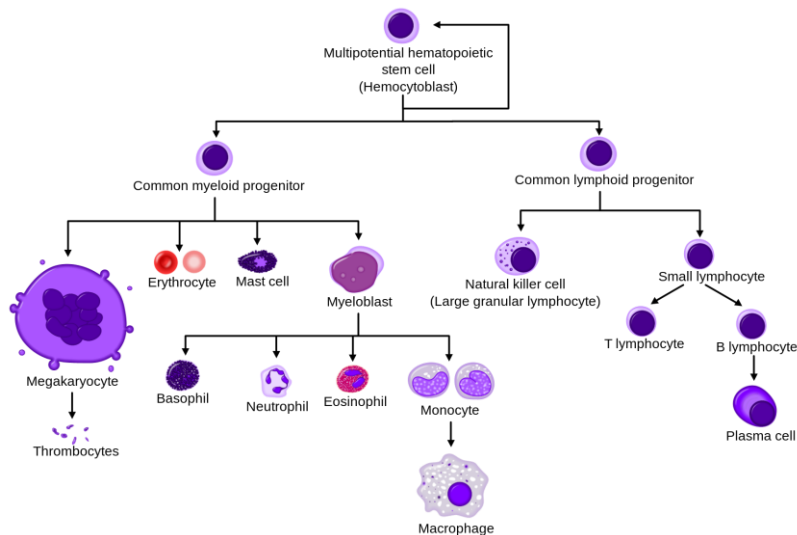 Multipotential hematopoietic
stem cell
(Hemocytoblast)
Common myeloid progenitor
Common lymphoid progenitor
Erythrocyte
Mast cell
Myeloblast
Natural killer cell
(Large granular lymphocyte)
Small lymphocyte
T lymphocyte
B lymphocyte
Megakaryocyte
Basophil
Neutrophil
Eosinophil
Monocyte
Plasma cell
Thrombocytes
Macrophage